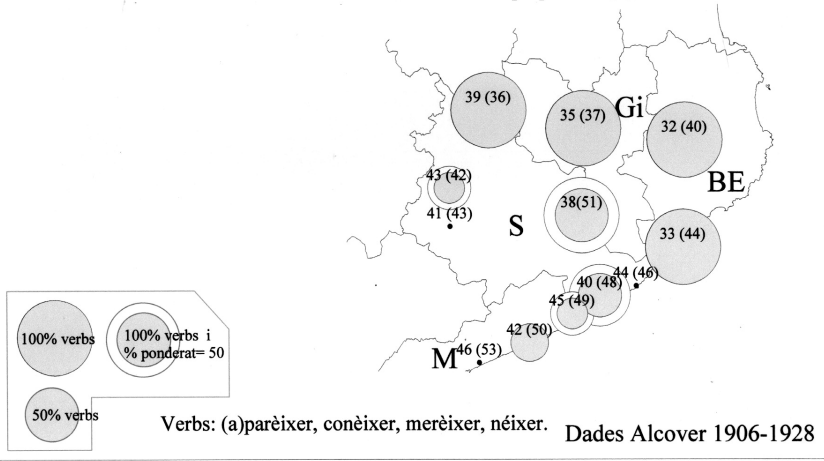 39 (36)
35 (37)
Gi
32 (40)
43 (42)
BE
41 (43)
38(51)
S
33 (44)
44 (46)
40 (48)
45 (49)
42 (50)
M
46 (53)
100% verbs
100% verbs i
% ponderat= 50
50% verbs
Verbs: (a)parèixer, conèixer, merèixer, néixer.
Dades Alcover 1906-1928